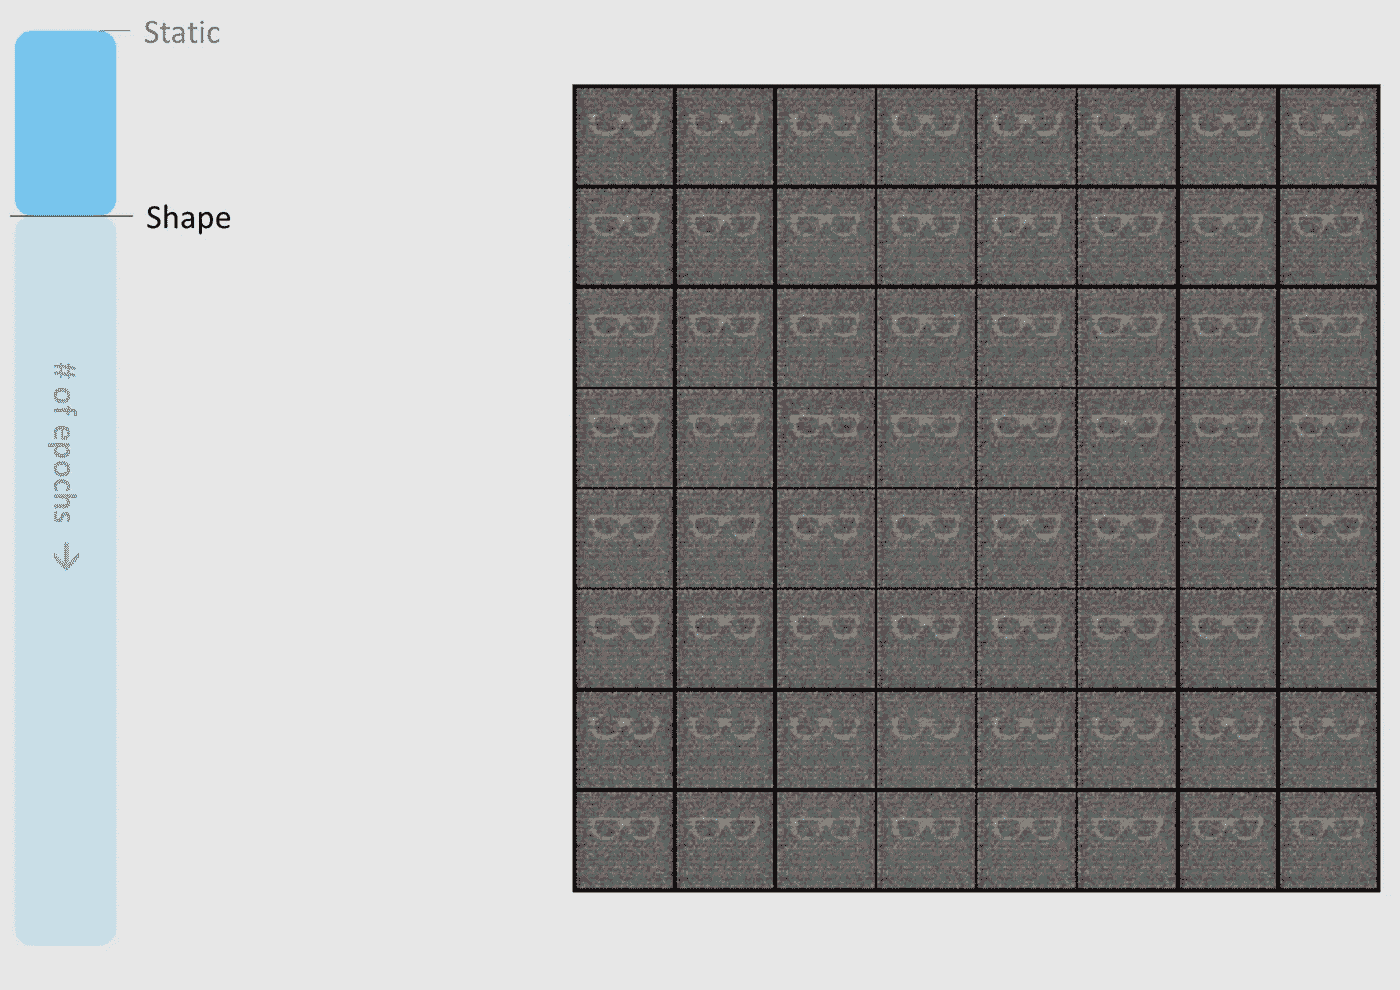 Static
Shape
# of epochs →